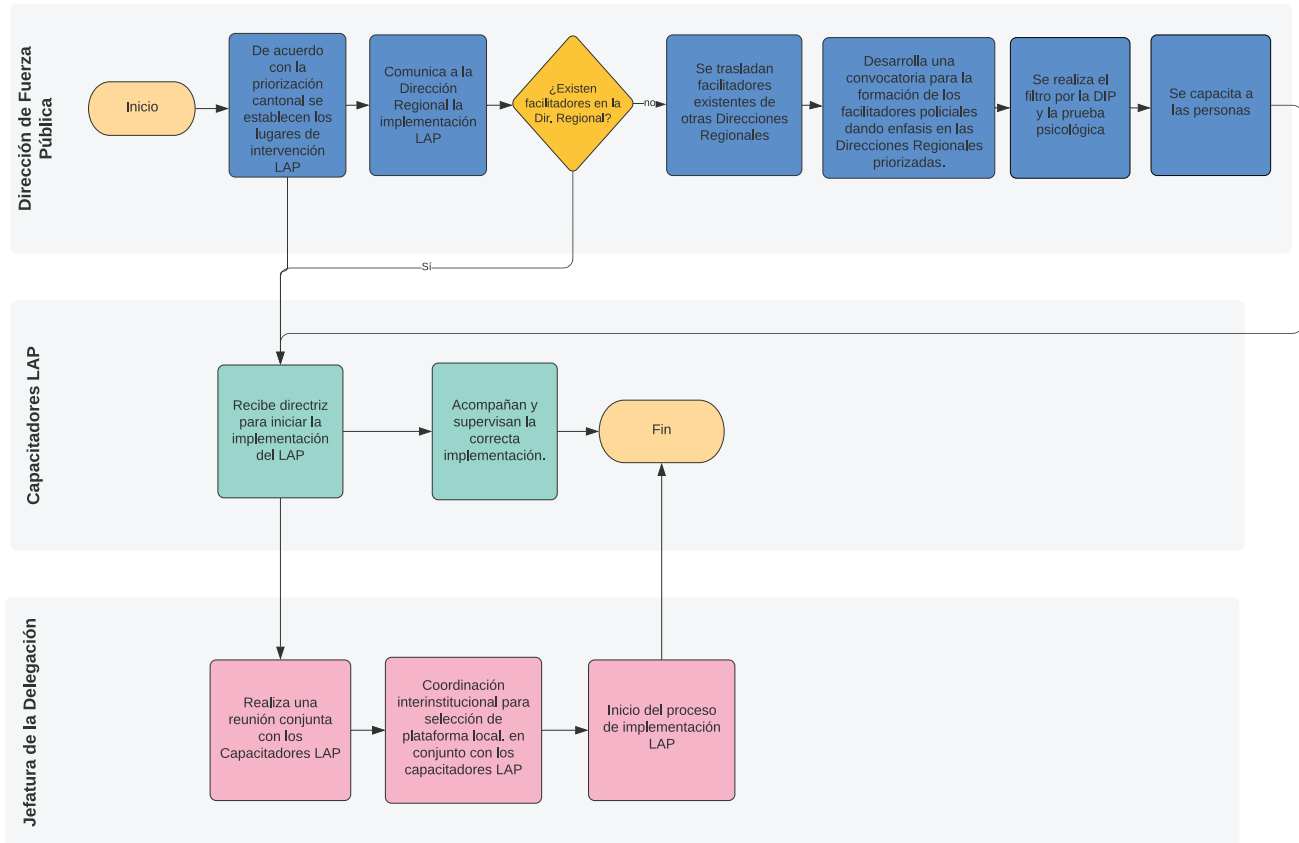 Dirección de Fuerza
Pública
Inicio
De acuerdo
con la
priorización
cantonal se
establecen los
lugares de
intervención
LAP
Comunica a la
Dirección
Regional la
implementación
LAP
¿Existen
facilitadores en la
Dir. Regional?
no
Se trasladan
facilitadores
existentes de
otras Direcciones
Regionales
Desarrolla una
convocatoria para la
formación de los
facilitadores policiales
dando enfasis en las
Direcciones Regionales
priorizadas.
Se realiza el
filtro por la DIP
y la prueba
psicológica
Se capacita a
las personas
Sí
Capacitadores LAP
Recibe directriz
para iniciar la
implementación
del LAP
Acompañan y
supervisan la
correcta
implementación.
Fin
Jefatura de la Delegación
Realiza una
reunión conjunta
con los
Capacitadores LAP
Coordinación
interinstitucional para
selección de
plataforma local. en
conjunto con los
capacitadores LAP
Inicio del proceso
de implementación
LAP